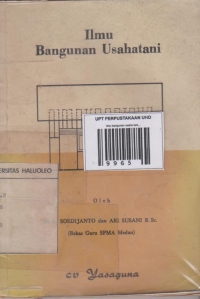 Ilmu
Bangunan Usahatani
UPT PERPUSTAKAAN UHO
9965
ERSITAS HALUOLEO
Oleh
SOEDIJANTO dan ARI SUSANI B. Sc.
(Bekas Guru SPMA Medan)
CV Yasaguna